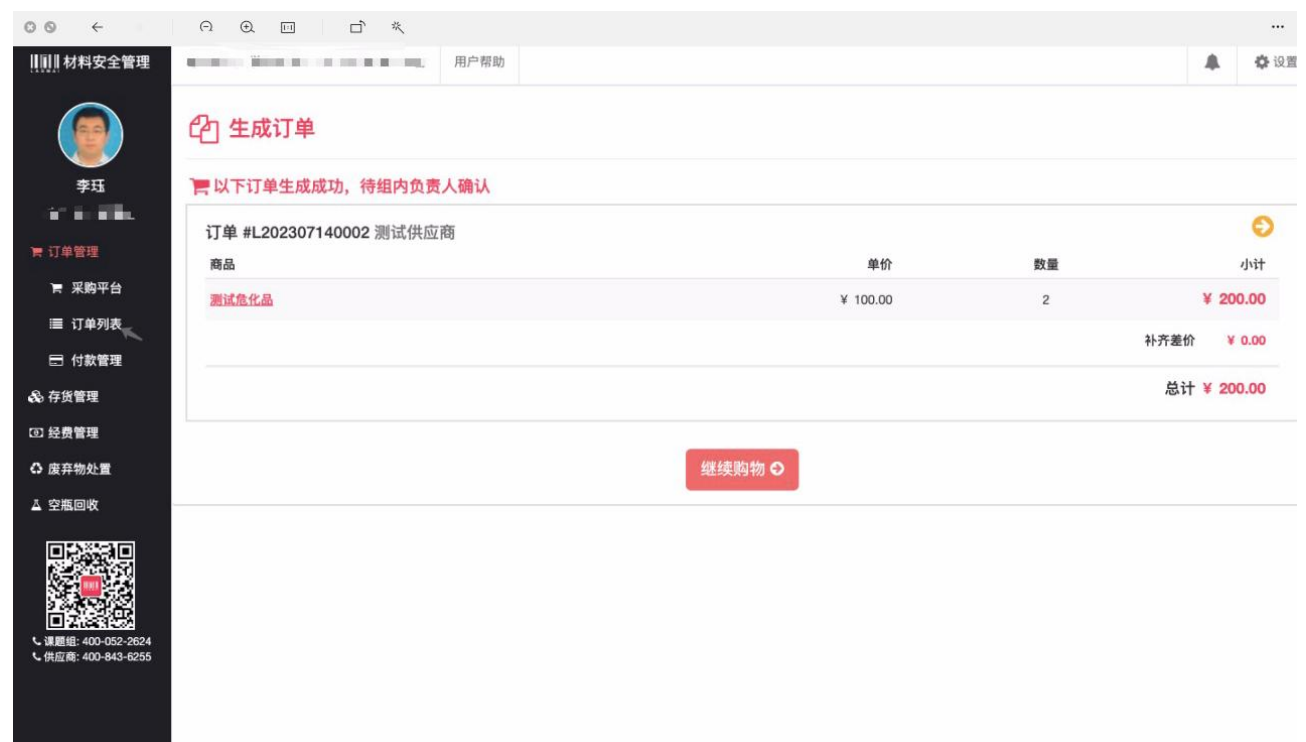 材料安全管理
用户帮助
设置
生成订单
李珏
以下订单生成成功，待组内负责人确认
订单 #L202307140002 测试供应商
商品 单价 数量 小计
测试危化品 ¥ 100.00 2 ¥ 200.00
补齐差价 ¥ 0.00
总计 ¥ 200.00
继续购物
订单管理
采购平台
订单列表
付款管理
存货管理
经费管理
废弃物处置
空瓶回收
课题组: 400-052-2624
供应商: 400-843-6255